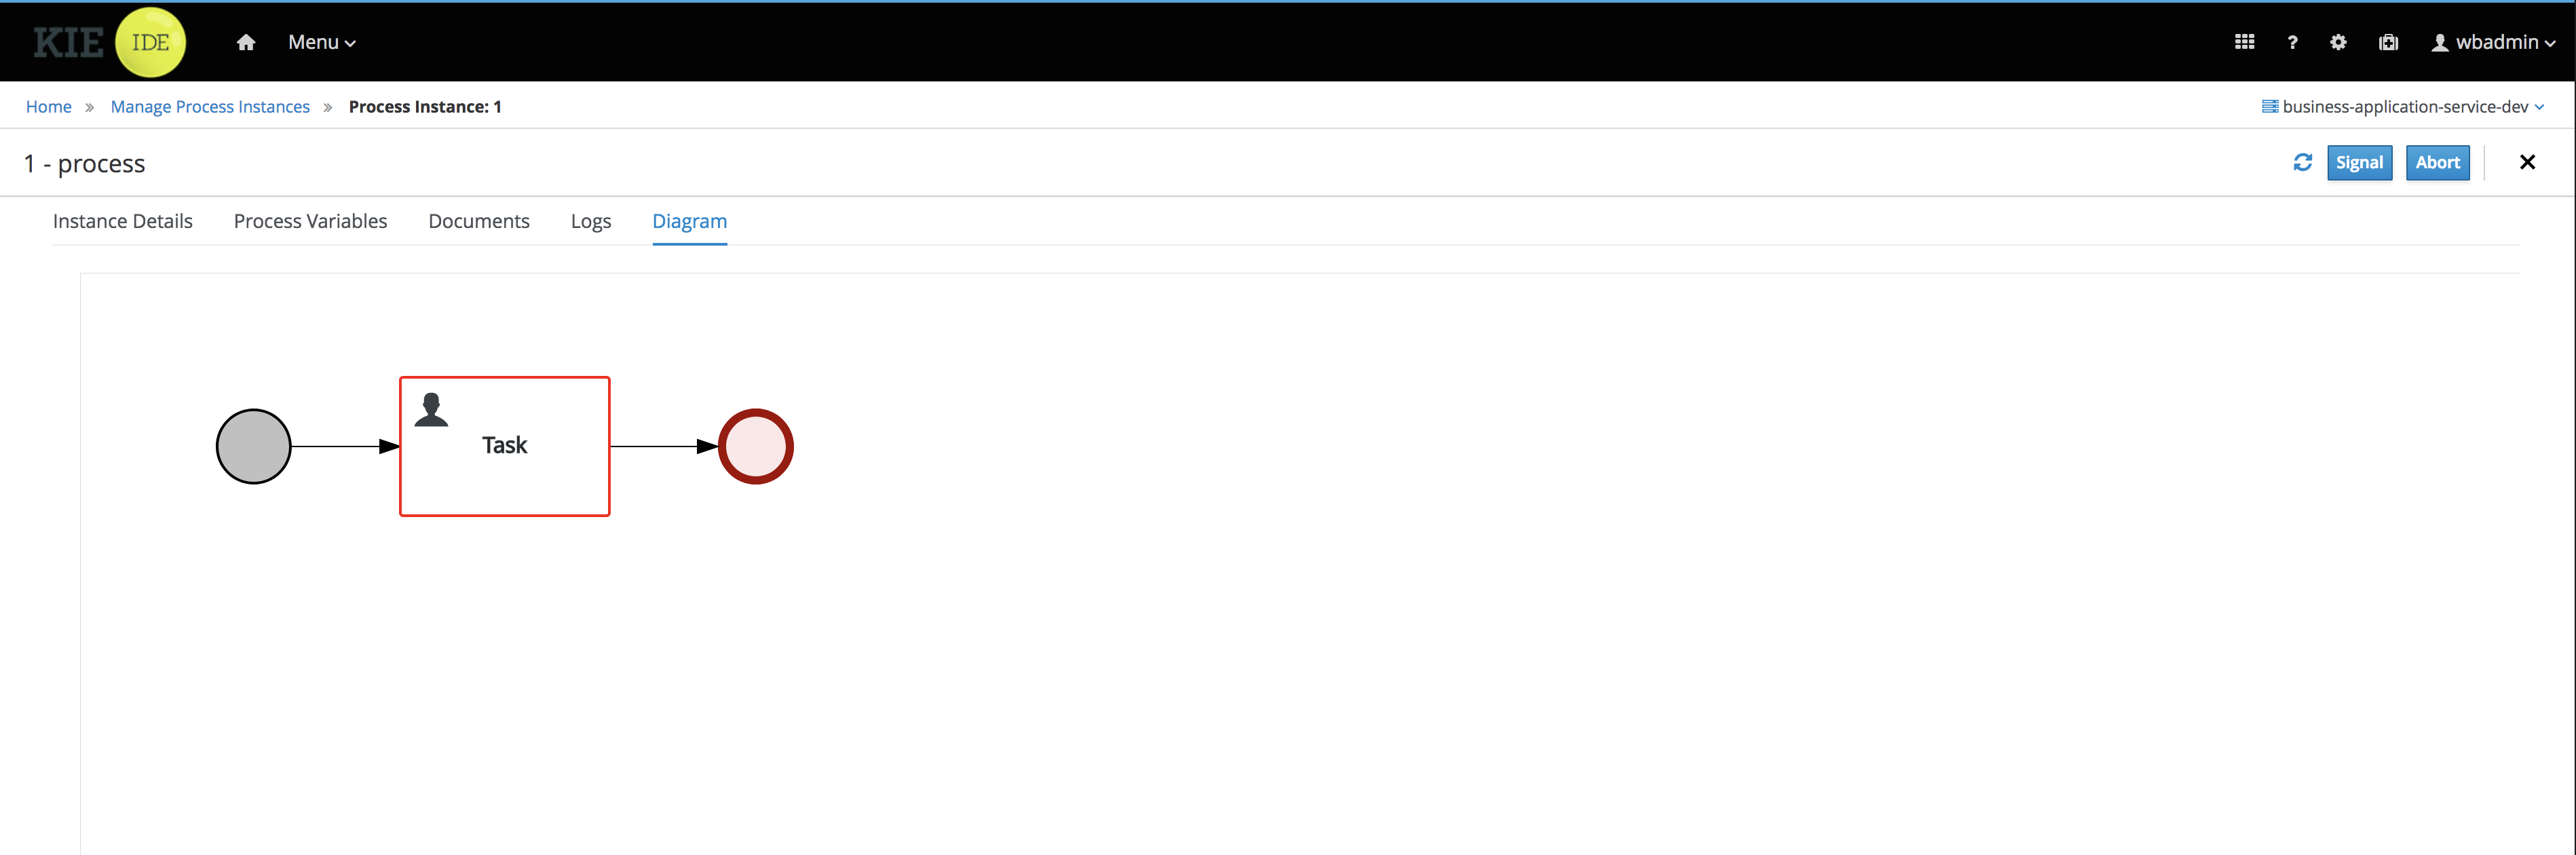 KIE IDE Menu ? wbadmin
Home » Manage Process Instances » Process Instance: 1 business-application-service-dev
1 - process Signal Abort
Instance Details Process Variables Documents Logs Diagram
Task